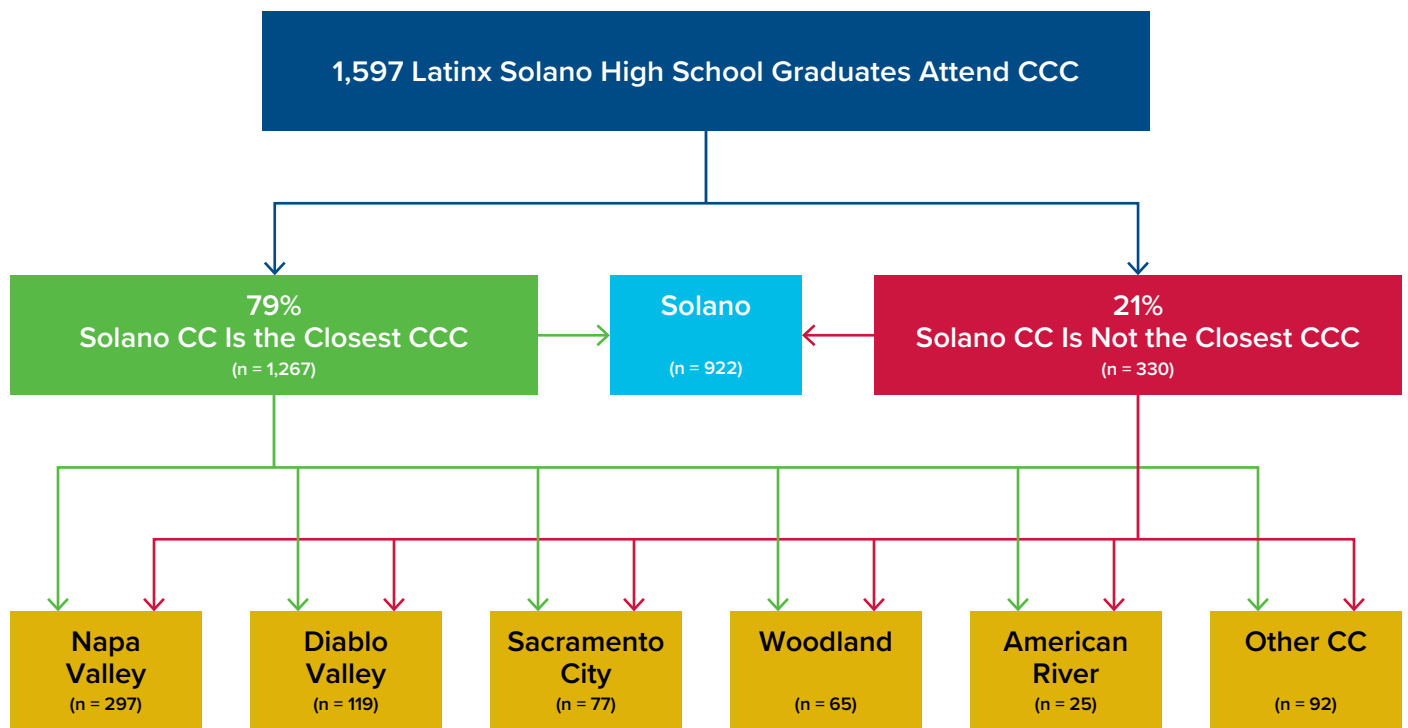 1,597 Latinx Solano High School Graduates Attend CCC
79%
Solano CC Is the Closest CCC
(n = 1,267)
Solano
(n = 922)
21%
Solano CC Is Not the Closest CCC
(n = 330)
Napa
Valley
(n = 297)
Diablo
Valley
(n = 119)
Sacramento
City
(n = 77)
Woodland
(n = 65)
American
River
(n = 25)
Other CC
(n = 92)